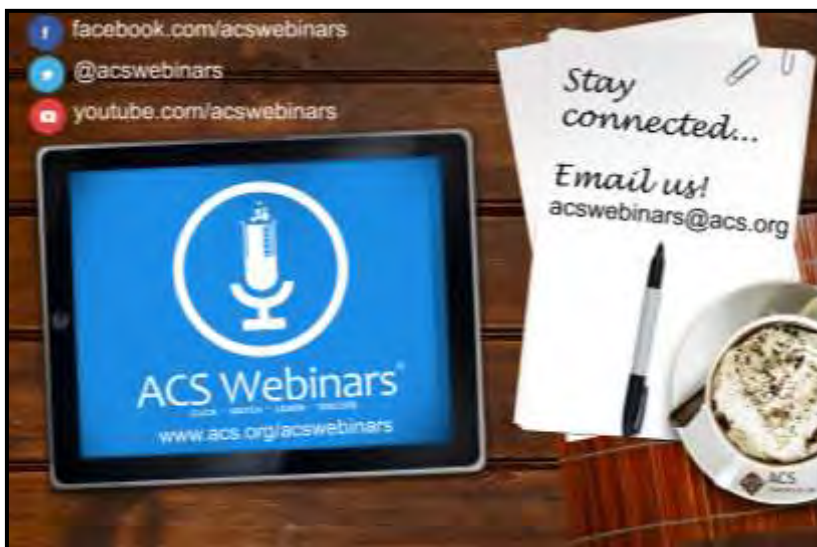 facebook.com/acswebinars
@acswebinars
youtube.com/acswebinars
Stay
connected...
Email us!
acswebinars@acs.org
ACS Webinars®
www.acs.org/acswebinars
ACS